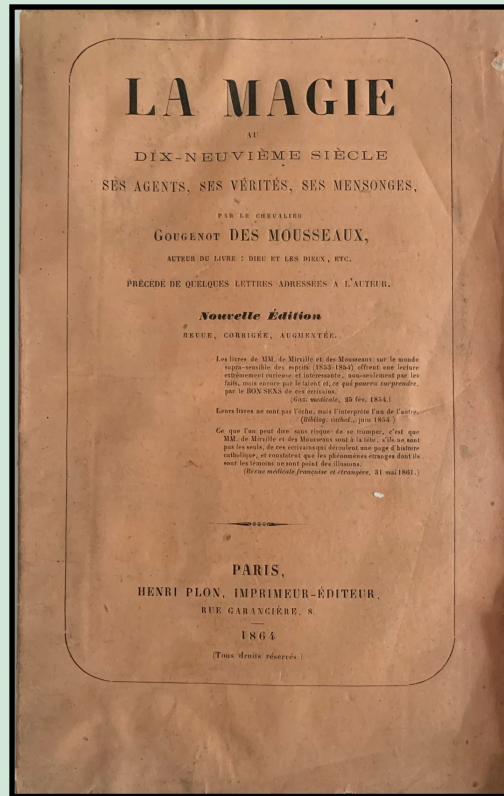 LA MAGIE
AU
DIX-NEUVIÈME SIÈCLE
SES AGENTS, SES VÉRITÉS, SES MENSONGES,
PAR LE CHEVALIER
GOUGENOT DES MOUSSEAUX,
AUTEUR DU LIVRE : DIEU ET LES DIEUX, ETC.
PRÉCÉDÉ DE QUELQUES LETTRES ADRESSÉES A L'AUTEUR.
Nouvelle Édition
REVUE, CORRIGÉE, AUGMENTÉE.
Les livres de MM. de Mirville et des Mousseaux sur le monde
supra-sensible des esprits (1853-1854) offrent une lecture
extrêmement curieuse et intéressante, non-seulement par les
faits, mais encore par le talent et, ce qui pourra surprendre,
par le BON SENS de ces écrivains.
(Gaz. médicale, 25 fév. 1854.)
Leurs livres ne sont pas l'écho, mais l'interprète l'un de l'autre.
(Bibliog. cathol., juin 1854.)
Ce que l'on peut dire sans risque de se tromper, c'est que
MM. de Mirville et des Mousseaux sont à la tête, s'ils ne sont
pas les seuls, de ces écrivains qui déroulent une page d'histoire
catholique, et constatent que les phénomènes étranges dont ils
sont les témoins ne sont point des illusions.
(Revue médicale française et étrangère, 31 mai 1861.)
PARIS,
HENRI PLON, IMPRIMEUR-ÉDITEUR,
RUE GARANCIÈRE, 8.
1864
(Tous droits réservés.)